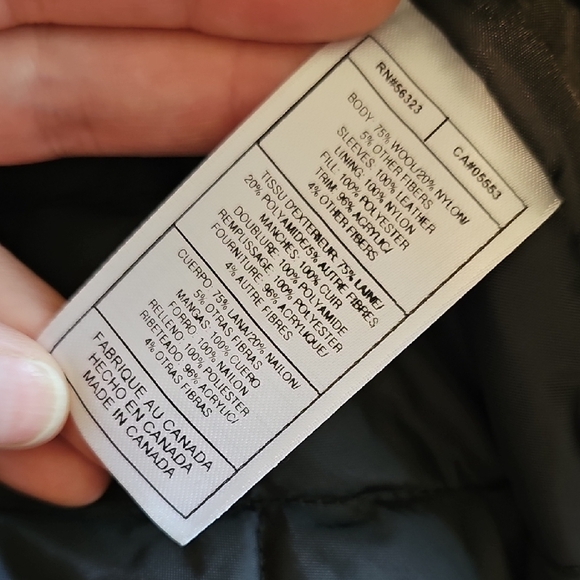 RN#56323
CA#05553
BODY: 75% WOOL/20% NYLON/
5% OTHER FIBERS
SLEEVES: 100% LEATHER
LINING: 100% NYLON
FILL: 100% POLYESTER
TRIM: 96% ACRYLIC/
4% OTHER FIBERS
TISSU D'EXTERIEUR: 75% LAINE/
20% POLYAMIDE/5% AUTRE FIBRES
MANCHES: 100% CUIR
DOUBLURE: 100% POLYAMIDE
REMPLISSAGE: 100% POLYESTER
FOURNITURE: 96% ACRYLIQUE/
4% AUTRE FIBRES
CUERPO: 75% LANA/20% NAILON/
5% OTRAS FIBRAS
MANGAS: 100% CUERO
FORRO: 100% NAILON
RELLENO: 100% POLYESTER
RIBETEADO: 96% ACRYLIC/
4% OTRAS FIBRAS
FABRIQUE AU CANADA
HECHO EN CANADA
MADE IN CANADA